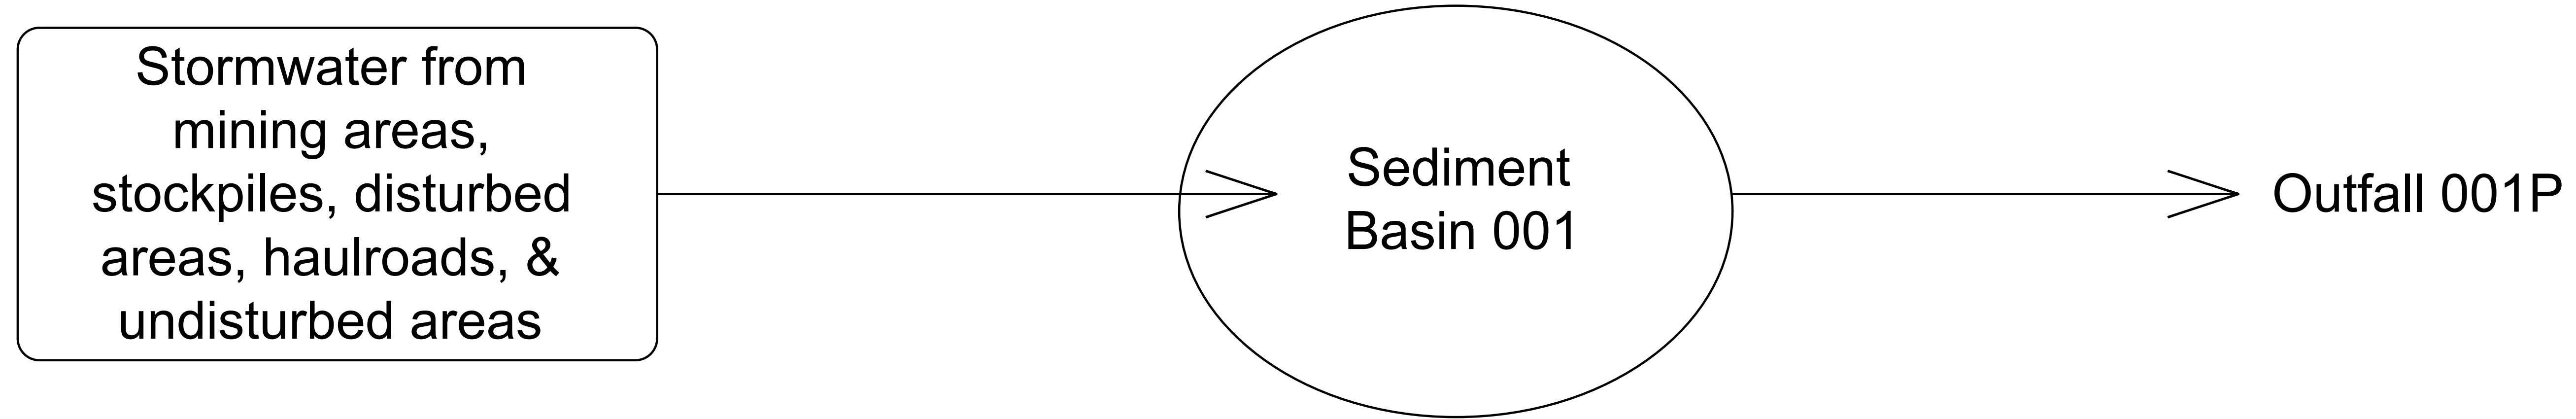 Stormwater from
mining areas,
stockpiles, disturbed
areas, haulroads, &
undisturbed areas
Sediment
Basin 001
Outfall 001P